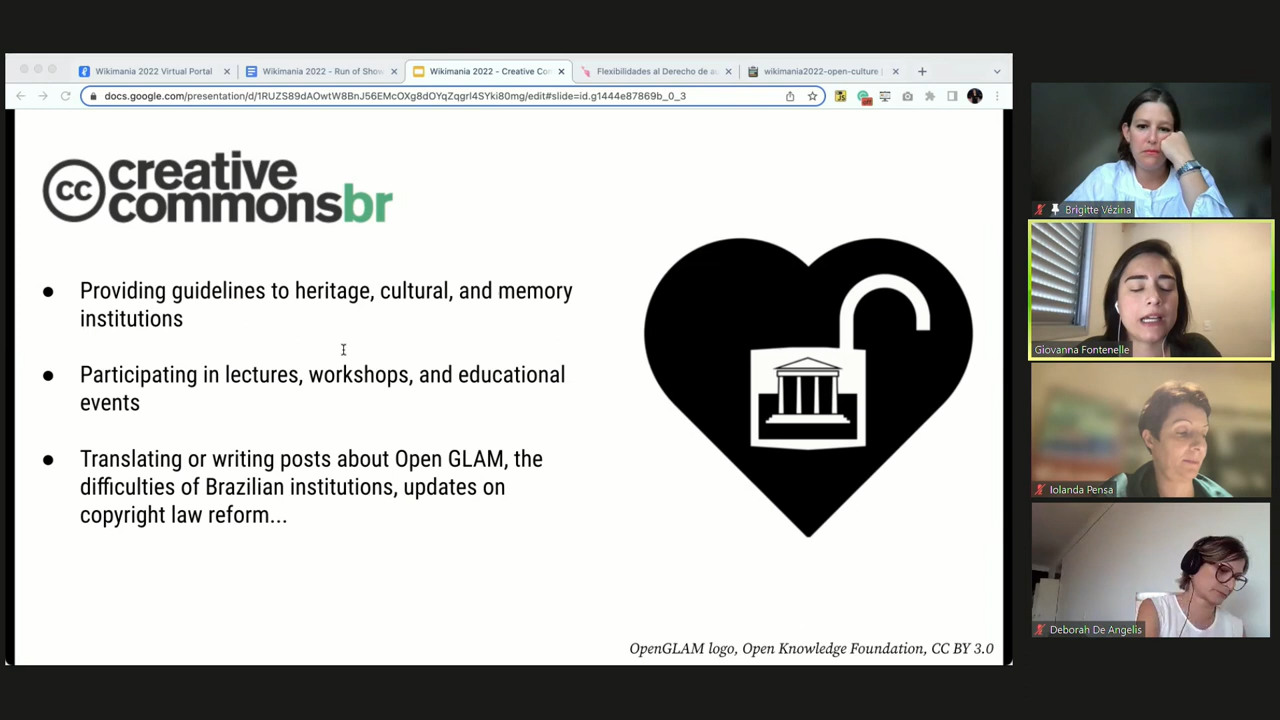 Wikimania 2022 Virtual Portal
Wikimania 2022 - Run of Show
Wikimania 2022 - Creative Con
Flexibilidades al Derecho de au
wikimania2022-open-culture |
docs.google.com/presentation/d/1RUZS89dAOwtW8BnJ56EMcOXg8dOYqZqgrl4SYki80mg/edit#slide=id.g1444e87869b_0_3
cc creative
commonsbr
● Providing guidelines to heritage, cultural, and memory
institutions
● Participating in lectures, workshops, and educational
events
● Translating or writing posts about Open GLAM, the
difficulties of Brazilian institutions, updates on
copyright law reform...
OpenGLAM logo, Open Knowledge Foundation, CC BY 3.0
Brigitte Vézina
Giovanna Fontenelle
Iolanda Pensa
Deborah De Angelis